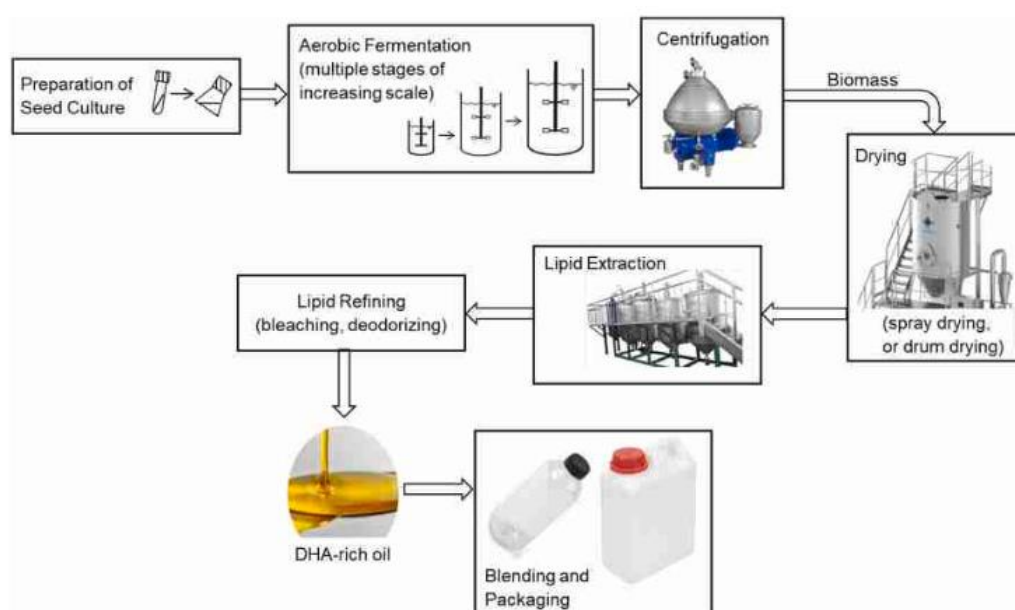 Preparation of
Seed Culture
Aerobic Fermentation
(multiple stages of
increasing scale)
Centrifugation
Biomass
Drying
(spray drying,
or drum drying)
Lipid Extraction
Lipid Refining
(bleaching, deodorizing)
DHA-rich oil
Blending and
Packaging